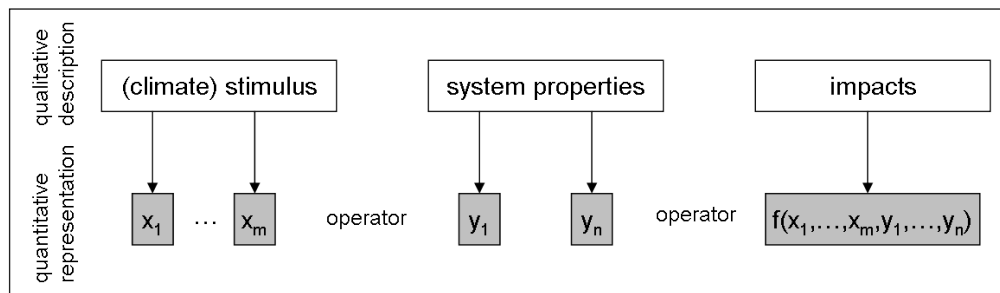 qualitative
description
(climate) stimulus
system properties
impacts
quantitative
representation
x₁
…
xₘ
operator
y₁
yₙ
operator
f(x₁,…,xₘ,y₁,…,yₙ)